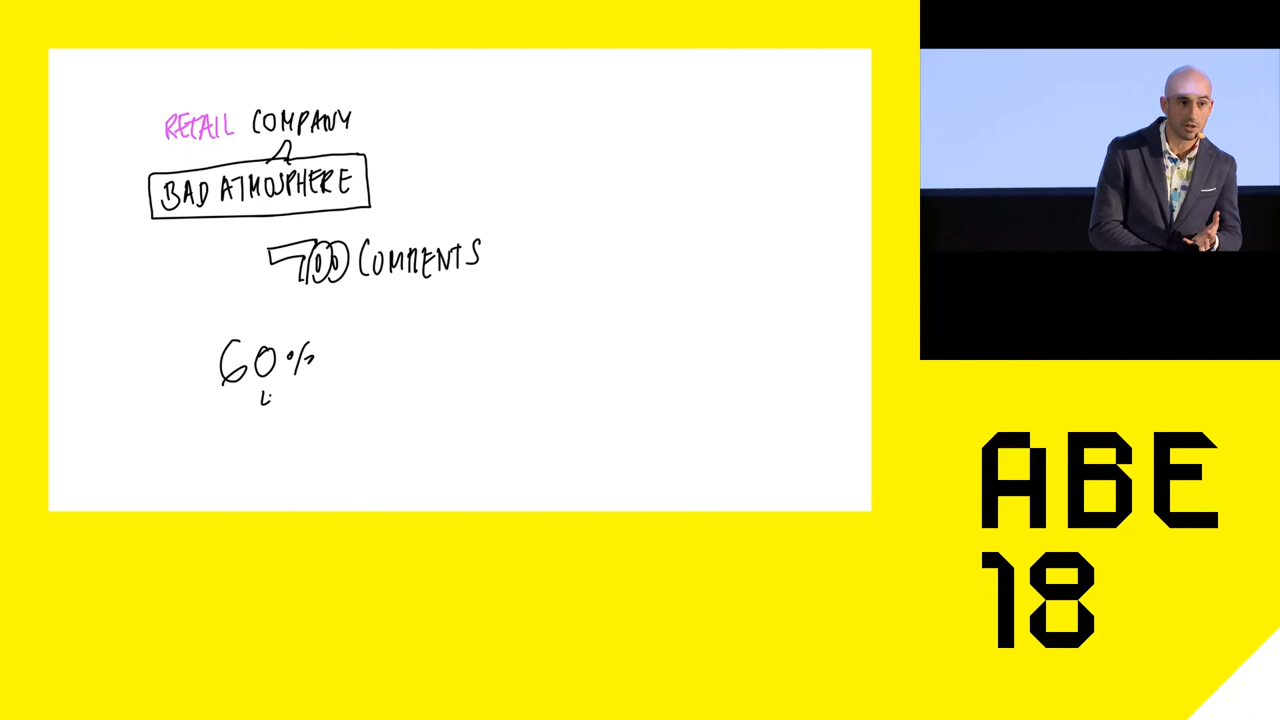 RETAIL COMPANY
BAD ATMOSPHERE
700 COMMENTS
60%
ABE
18